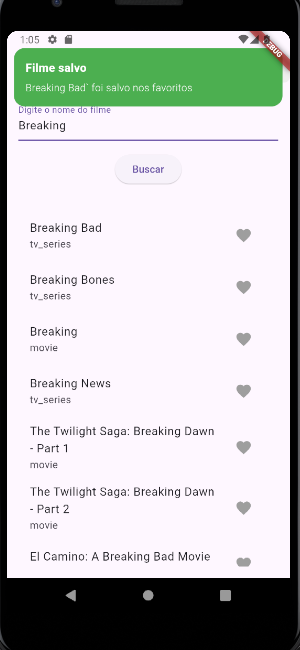 1:05
DEBUG
Filme salvo
Breaking Bad` foi salvo nos favoritos
Digite o nome do filme
Breaking
Buscar
Breaking Bad
tv_series
Breaking Bones
tv_series
Breaking
movie
Breaking News
tv_series
The Twilight Saga: Breaking Dawn
- Part 1
movie
The Twilight Saga: Breaking Dawn
- Part 2
movie
El Camino: A Breaking Bad Movie